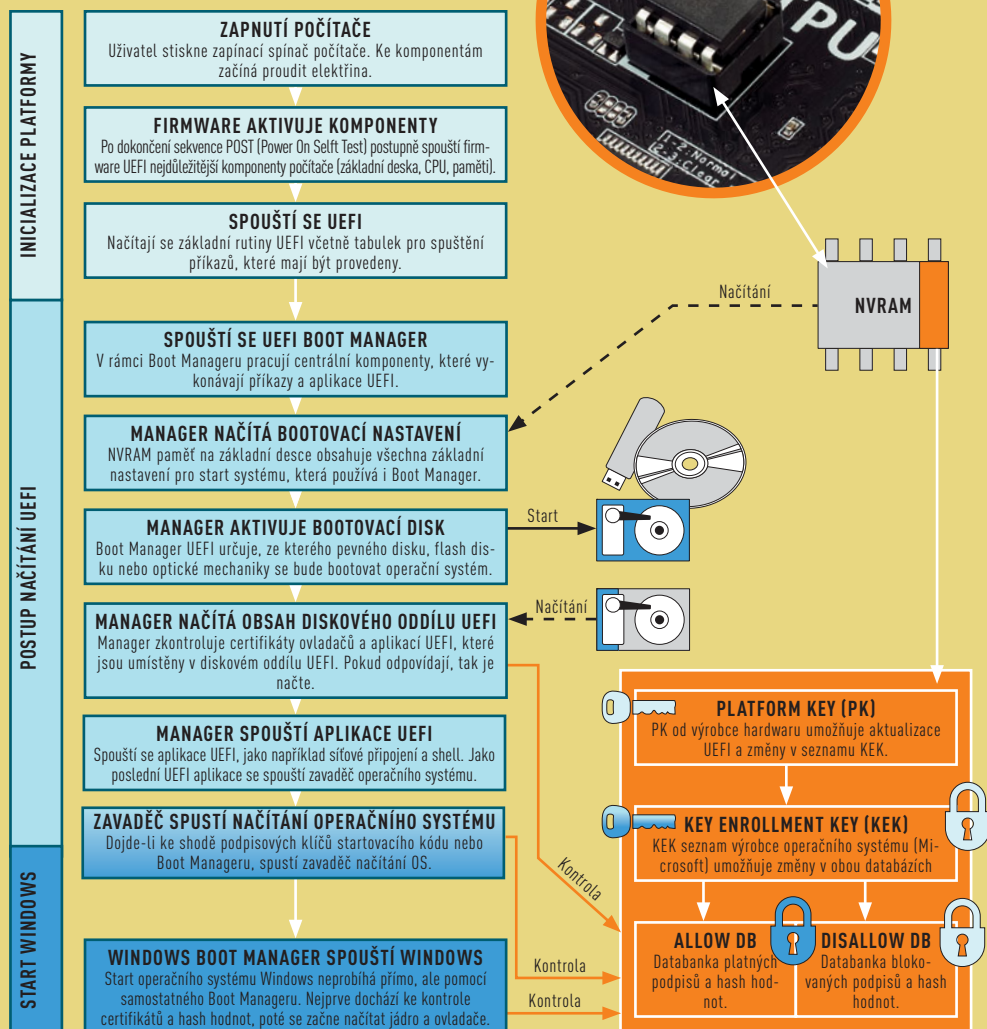 INICIALIZACE PLATFORMY
ZAPNUTÍ POČÍTAČE
Uživatel stiskne zapínací spínač počítače. Ke komponentám
začíná proudit elektřina.
FIRMWARE AKTIVUJE KOMPONENTY
Po dokončení sekvence POST (Power On Selft Test) postupně spouští firm-
ware UEFI nejdůležitější komponenty počítače (základní deska, CPU, paměti).
SPOUŠTÍ SE UEFI
Načítají se základní rutiny UEFI včetně tabulek pro spuštění
příkazů, které mají být provedeny.
POSTUP NAČÍTÁNÍ UEFI
SPOUŠTÍ SE UEFI BOOT MANAGER
V rámci Boot Manageru pracují centrální komponenty, které vy-
konávají příkazy a aplikace UEFI.
MANAGER NAČÍTÁ BOOTOVACÍ NASTAVENÍ
NVRAM paměť na základní desce obsahuje všechna základní
nastavení pro start systému, která používá i Boot Manager.
MANAGER AKTIVUJE BOOTOVACÍ DISK
Boot Manager UEFI určuje, ze kterého pevného disku, flash dis-
ku nebo optické mechaniky se bude bootovat operační systém.
MANAGER NAČÍTÁ OBSAH DISKOVÉHO ODDÍLU UEFI
Manager zkontroluje certifikáty ovladačů a aplikací UEFI, které
jsou umístěny v diskovém oddílu UEFI. Pokud odpovídají, tak je
načte.
MANAGER SPOUŠTÍ APLIKACE UEFI
Spouští se aplikace UEFI, jako například síťové připojení a shell. Jako
poslední UEFI aplikace se spouští zavaděč operačního systému.
ZAVADĚČ SPUSTÍ NAČÍTÁNÍ OPERAČNÍHO SYSTÉMU
Dojde-li ke shodě podpisových klíčů startovacího kódu nebo
Boot Manageru, spustí zavaděč načítání OS.
START WINDOWS
WINDOWS BOOT MANAGER SPOUŠTÍ WINDOWS
Start operačního systému Windows neprobíhá přímo, ale pomocí
samostatného Boot Manageru. Nejprve dochází ke kontrole
certifikátů a hash hodnot, poté se začne načítat jádro a ovladače.
TPU
1-2:Normal
2-3:Clear
NVRAM
Načítání
Start
Načítání
PLATFORM KEY (PK)
PK od výrobce hardwaru umožňuje aktualizace
UEFI a změny v seznamu KEK.
KEY ENROLLMENT KEY (KEK)
KEK seznam výrobce operačního systému (Mi-
crosoft) umožňuje změny v obou databázích
Kontrola
Kontrola
Kontrola
ALLOW DB
Databanka platných
podpisů a hash hod-
not.
DISALLOW DB
Databanka bloko-
vaných podpisů a hash
hodnot.